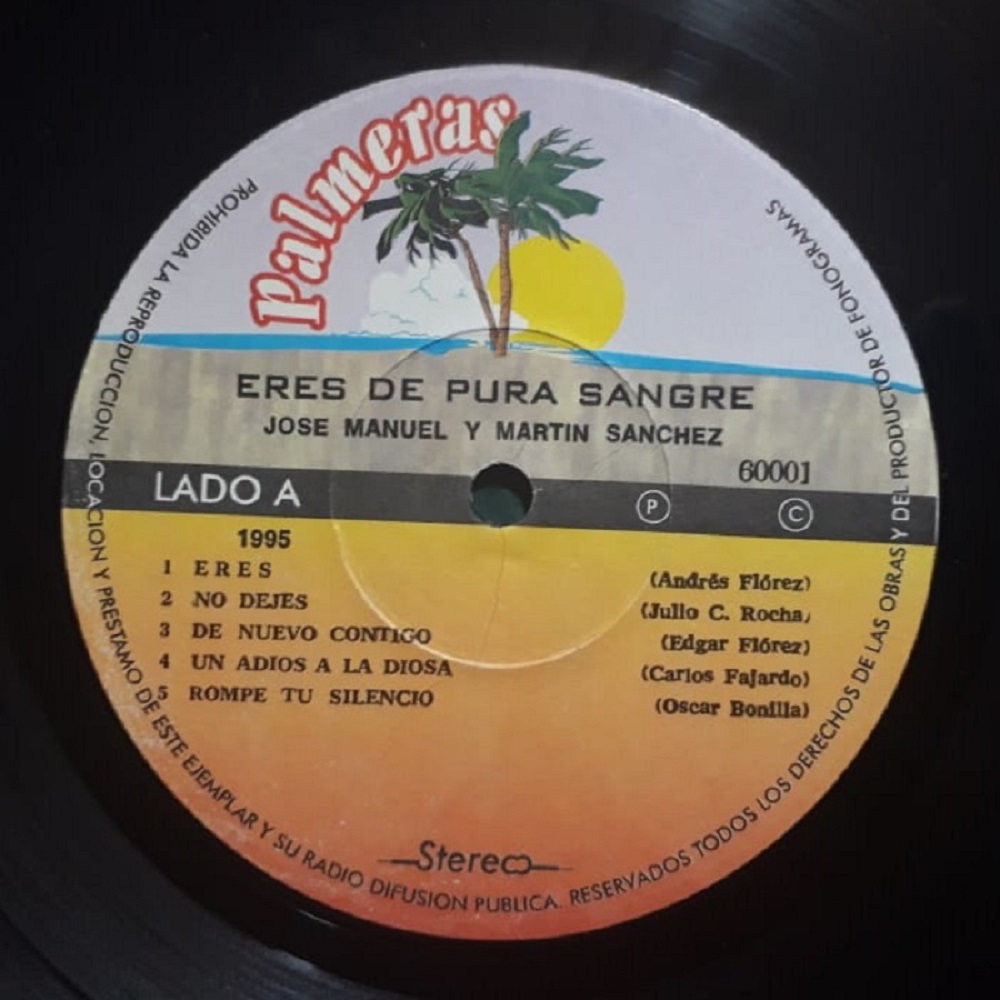 Palmeras
ERES DE PURA SANGRE
JOSE MANUEL Y MARTIN SANCHEZ
60001
LADO A P C
1995
1 ERES (Andrés Flórez)
2 NO DEJES (Julio C. Rocha)
3 DE NUEVO CONTIGO (Edgar Flórez)
4 UN ADIOS A LA DIOSA (Carlos Fajardo)
5 ROMPE TU SILENCIO (Oscar Bonilla)
Stereo
PROHIBIDA LA REPRODUCCION, LOCACION Y PRESTAMO DE ESTE EJEMPLAR Y SU RADIO DIFUSION PUBLICA. RESERVADOS TODOS LOS DERECHOS DE LAS OBRAS Y DEL PRODUCTOR DE FONOGRAMAS